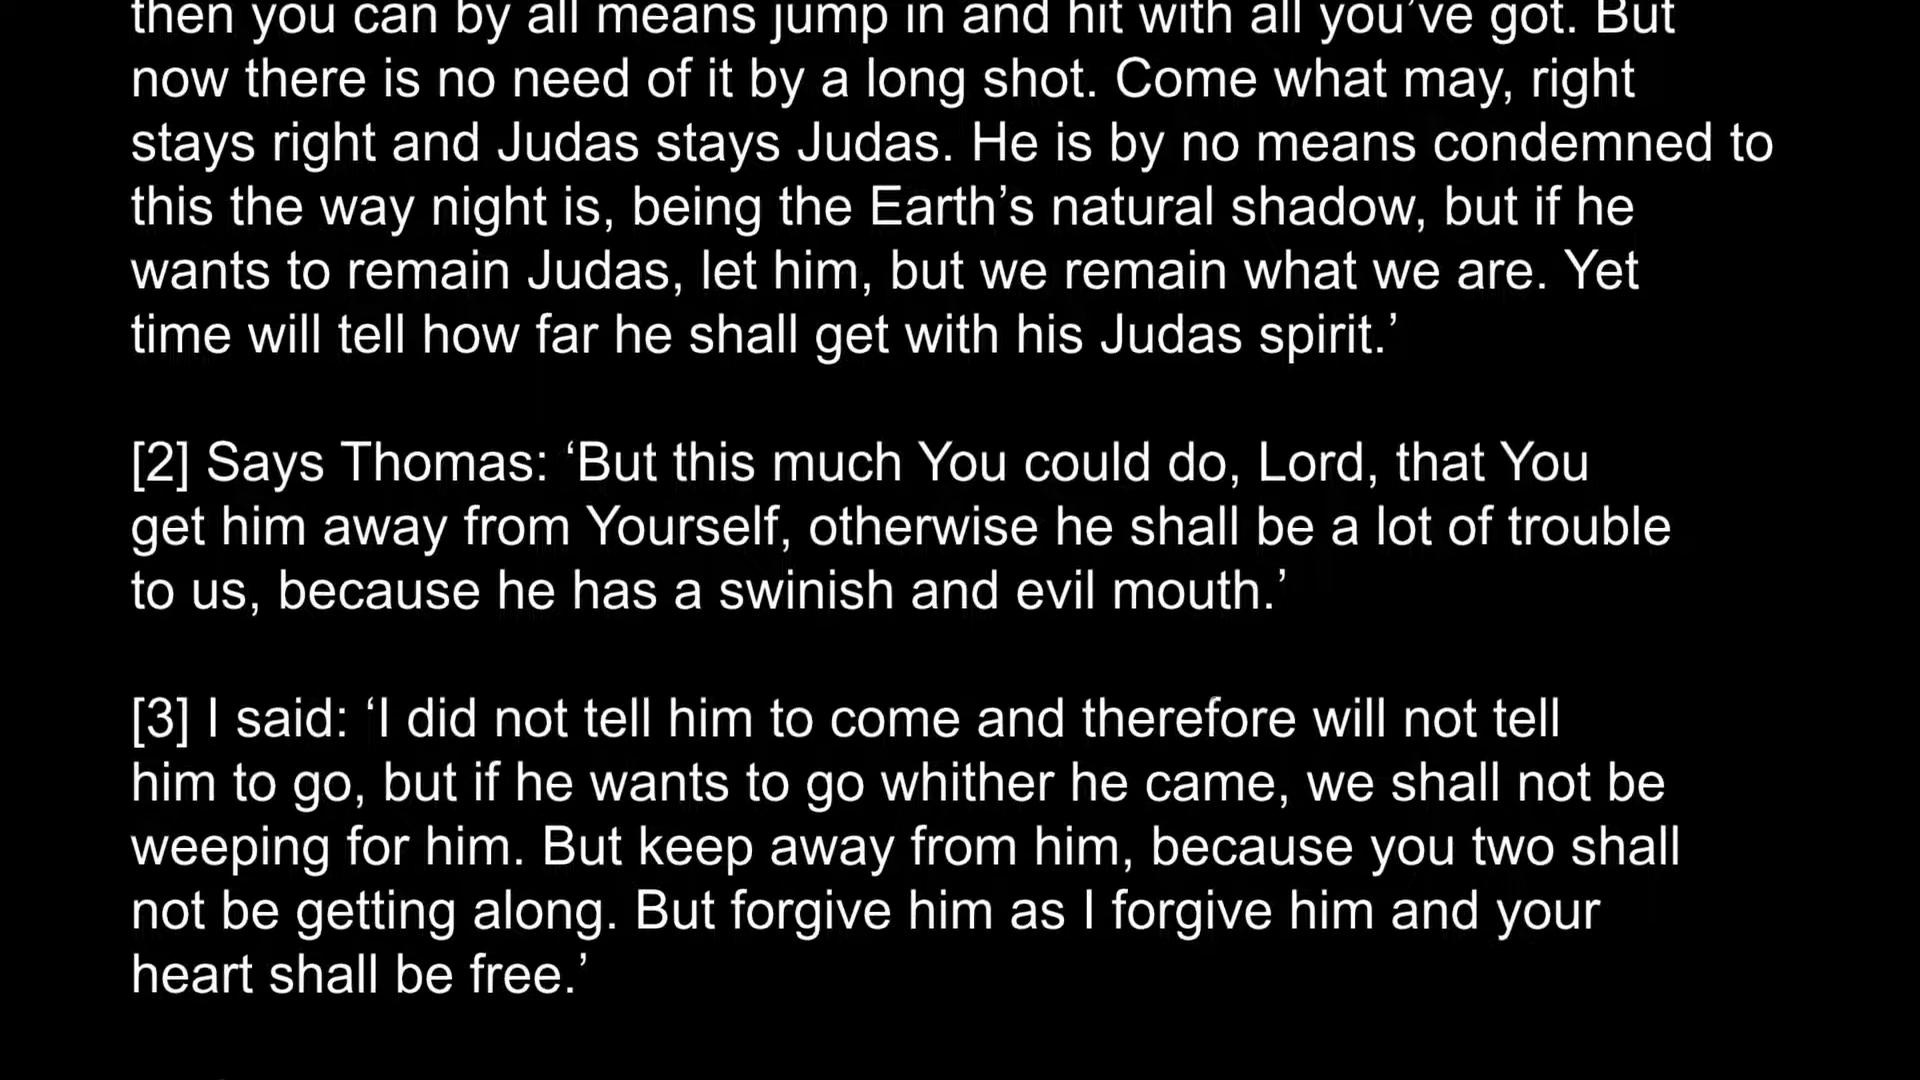 then you can by all means jump in and hit with all you’ve got. But
now there is no need of it by a long shot. Come what may, right
stays right and Judas stays Judas. He is by no means condemned to
this the way night is, being the Earth’s natural shadow, but if he
wants to remain Judas, let him, but we remain what we are. Yet
time will tell how far he shall get with his Judas spirit.’
[2] Says Thomas: ‘But this much You could do, Lord, that You
get him away from Yourself, otherwise he shall be a lot of trouble
to us, because he has a swinish and evil mouth.’
[3] I said: ‘I did not tell him to come and therefore will not tell
him to go, but if he wants to go whither he came, we shall not be
weeping for him. But keep away from him, because you two shall
not be getting along. But forgive him as I forgive him and your
heart shall be free.’